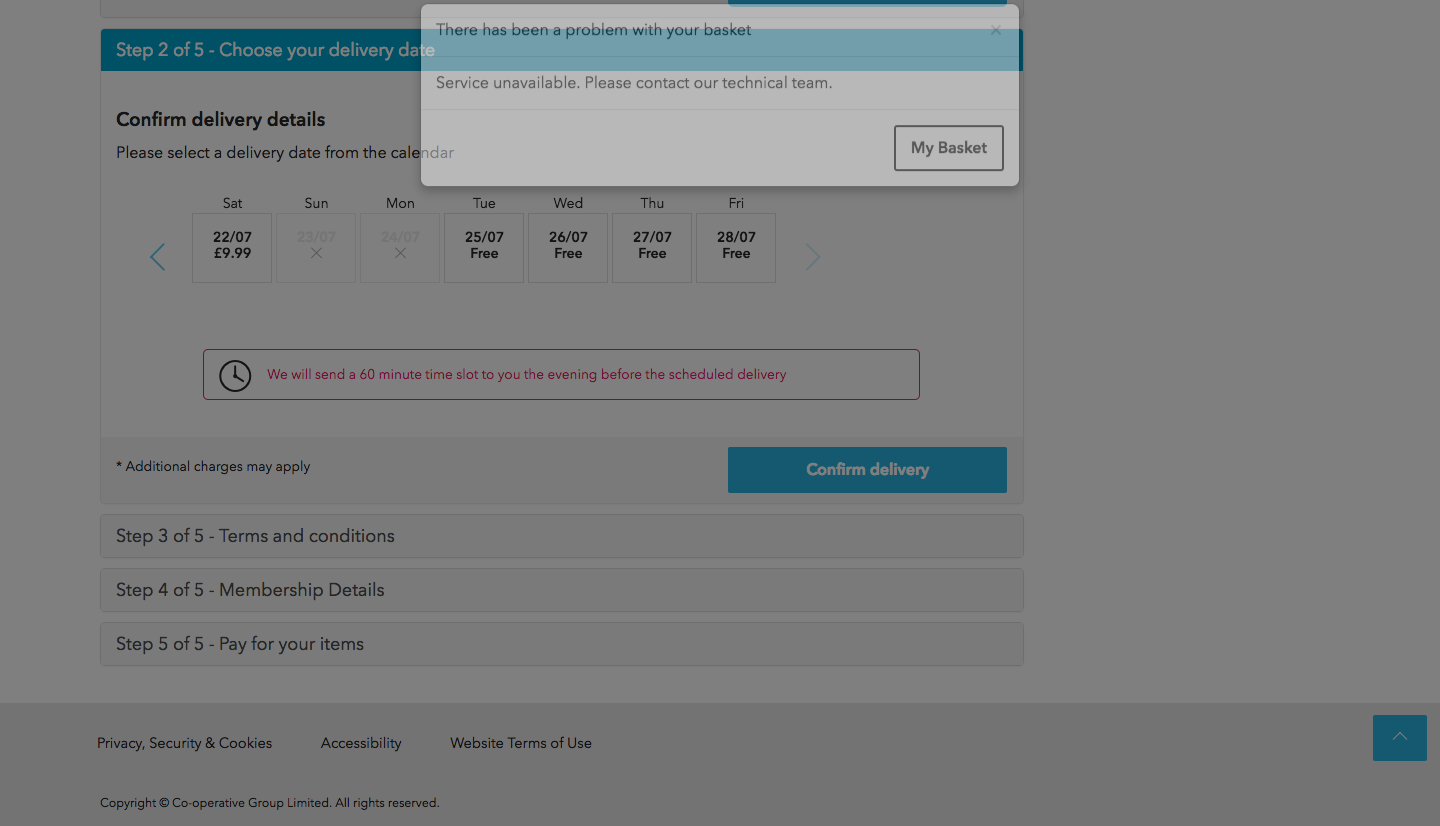 There has been a problem with your basket ×
Step 2 of 5 - Choose your delivery date
Service unavailable. Please contact our technical team.
Confirm delivery details
My Basket
Please select a delivery date from the calendar
Sat Sun Mon Tue Wed Thu Fri
22/07 23/07 24/07 25/07 26/07 27/07 28/07
£9.99 Free Free Free Free
We will send a 60 minute time slot to you the evening before the scheduled delivery
* Additional charges may apply
Confirm delivery
Step 3 of 5 - Terms and conditions
Step 4 of 5 - Membership Details
Step 5 of 5 - Pay for your items
Privacy, Security & Cookies Accessibility Website Terms of Use
Copyright © Co-operative Group Limited. All rights reserved.